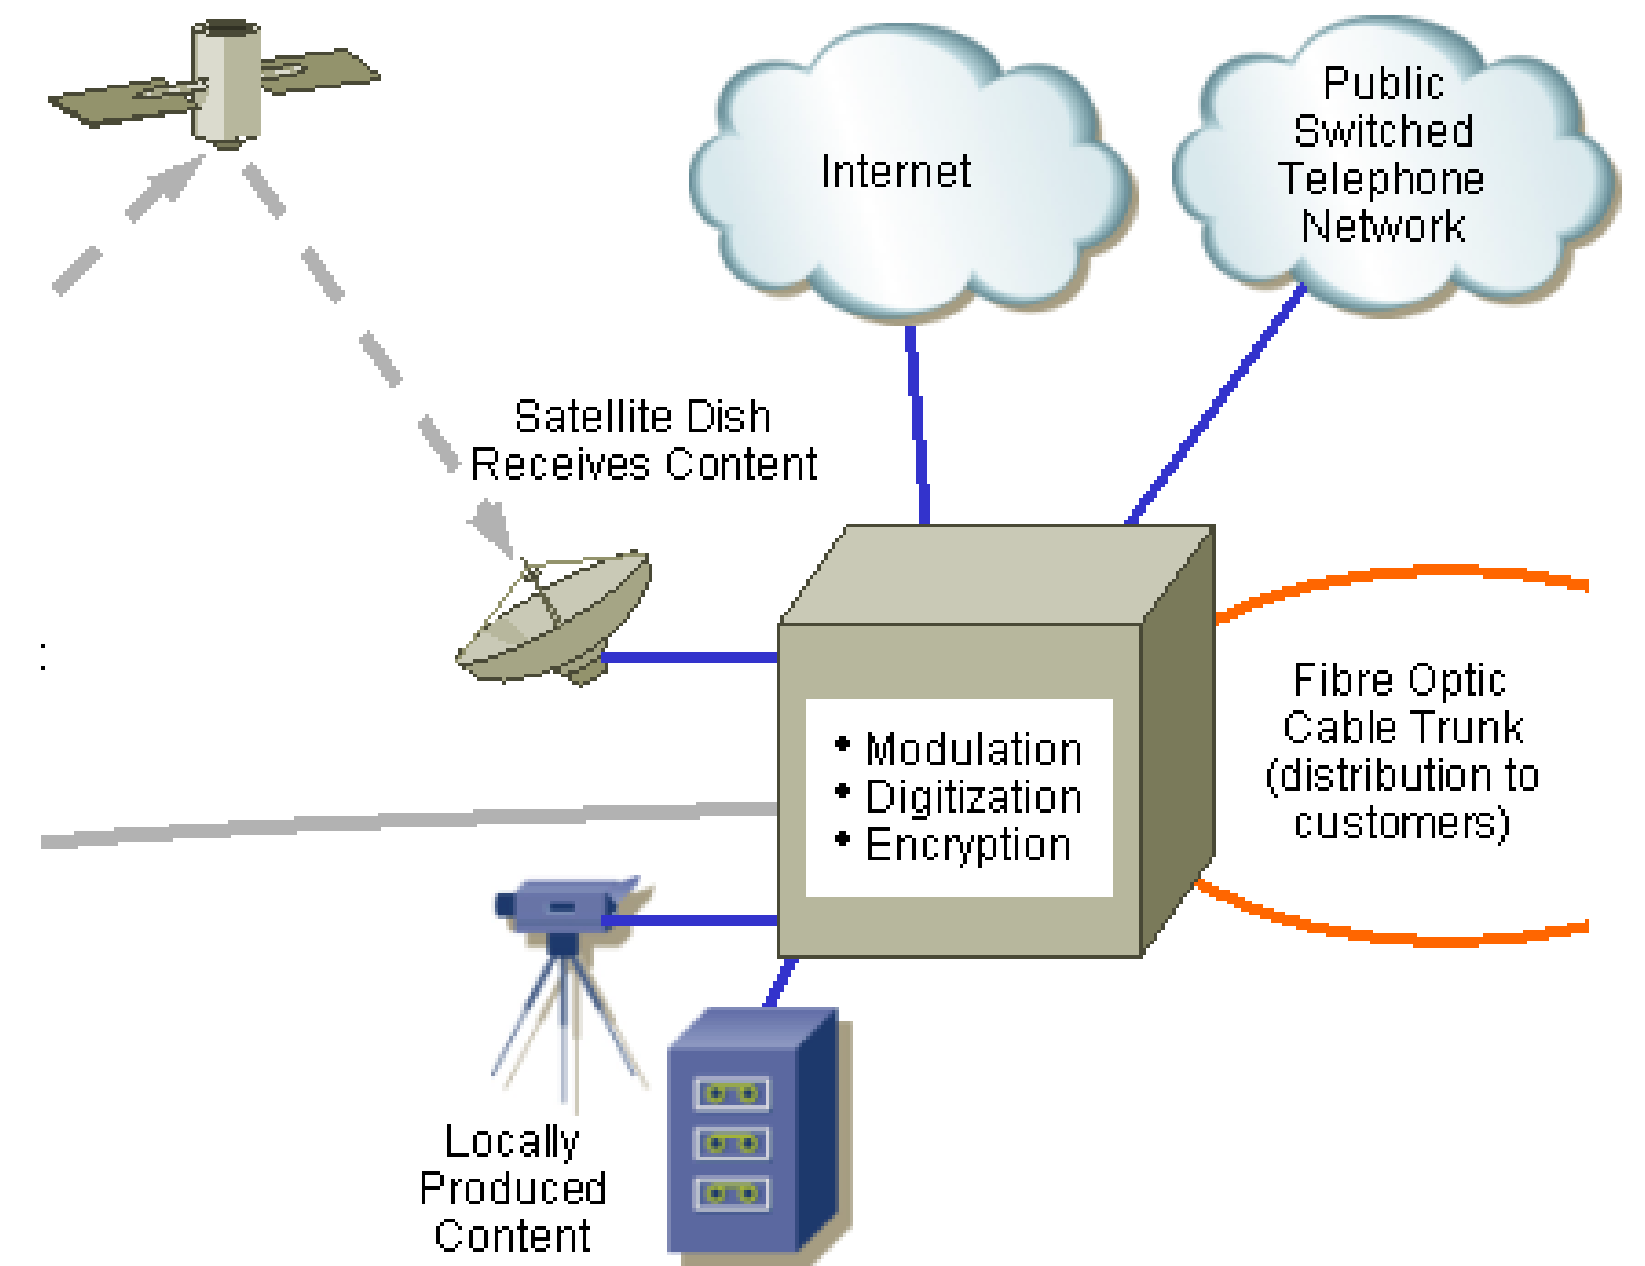 Internet
Public
Switched
Telephone
Network
Satellite Dish
Receives Content
:
• Modulation
• Digitization
• Encryption
Fibre Optic
Cable Trunk
(distribution to
customers)
Locally
Produced
Content